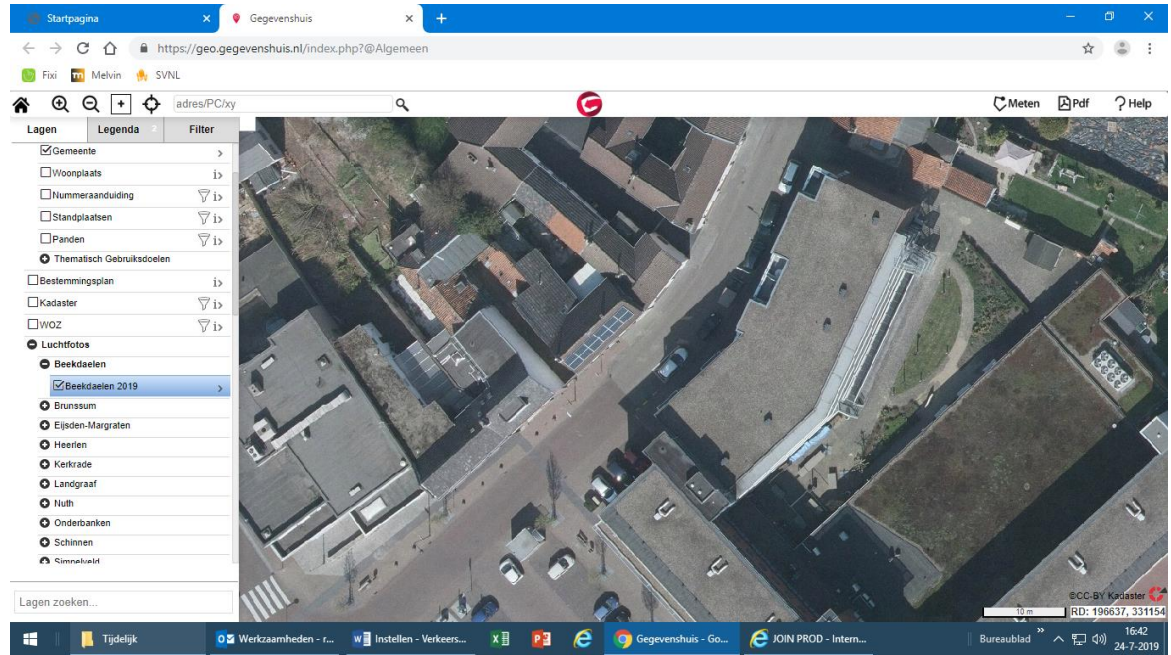 Startpagina
Gegevenshuis
https://geo.gegevenshuis.nl/index.php?@Algemeen
Fixi
Melvin
SVNL
adres/PC/xy
Meten
Pdf
Help
Lagen
Legenda
Filter
Gemeente
Woonplaats
Nummeraanduiding
Standplaatsen
Panden
Thematisch Gebruiksdoelen
Bestemmingsplan
Kadaster
WOZ
Luchtfotos
Beekdaelen
Beekdaelen 2019
Brunssum
Eijsden-Margraten
Heerlen
Kerkrade
Landgraaf
Nuth
Onderbanken
Schinnen
Simpelveld
Lagen zoeken...
©CC-BY Kadaster
10 m
RD: 196637, 331154
Tijdelijk
Werkzaamheden - r...
Instellen - Verkeers...
Gegevenshuis - Go...
JOIN PROD - Intern...
Bureaublad
16:42
24-7-2019